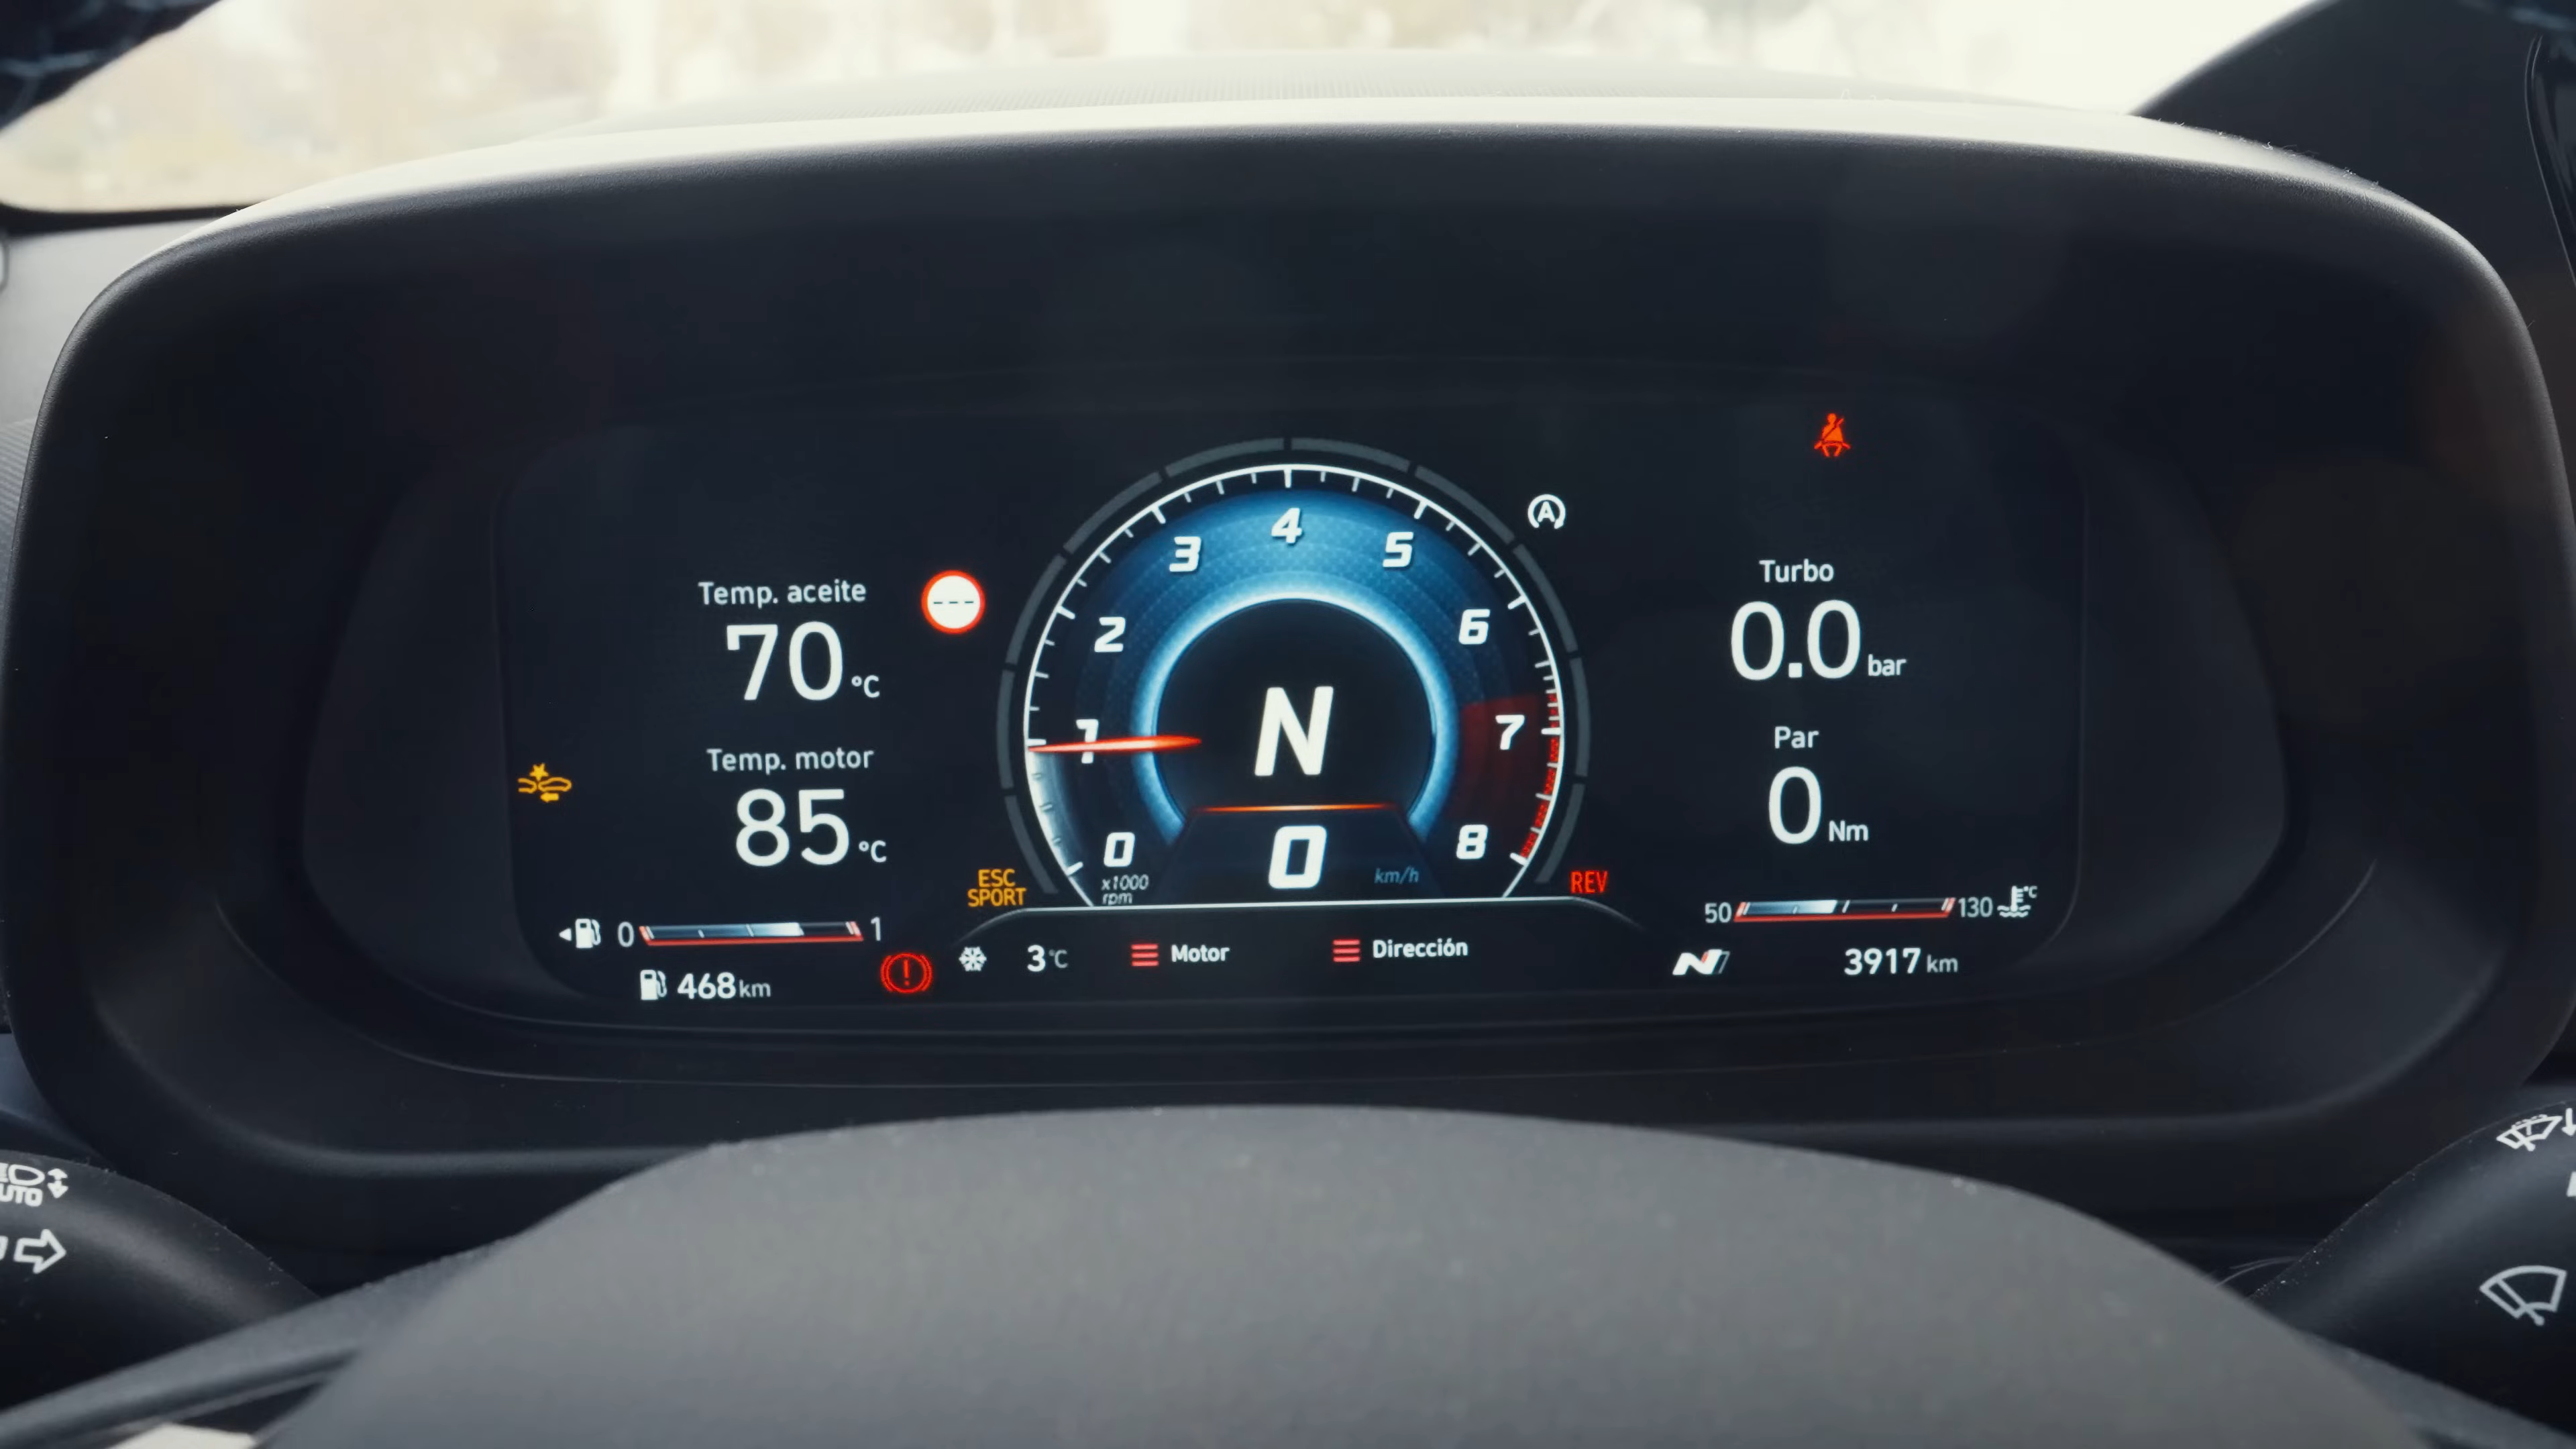 Temp. aceite
70 °C
Temp. motor
85 °C
0 1
468 km
ESC
SPORT
A
0 1 2 3 4 5 6 7 8
x1000
rpm
N
0 km/h
REV
3 °C
Motor
Dirección
Turbo
0.0 bar
Par
0 Nm
50 130 °C
N
3917 km
---
!